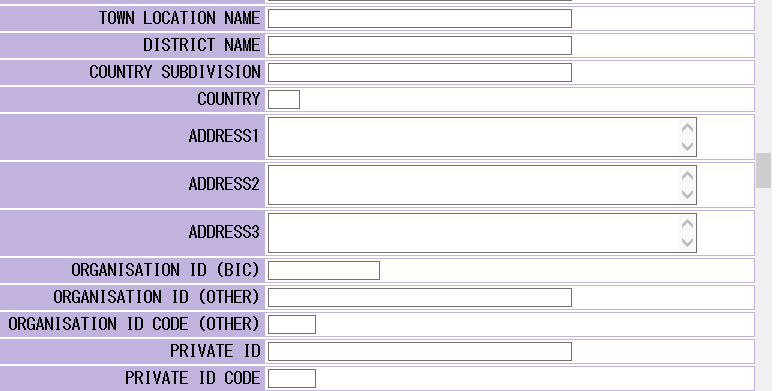 TOWN LOCATION NAME
DISTRICT NAME
COUNTRY SUBDIVISION
COUNTRY
ADDRESS1
ADDRESS2
ADDRESS3
ORGANISATION ID (BIC)
ORGANISATION ID (OTHER)
ORGANISATION ID CODE (OTHER)
PRIVATE ID
PRIVATE ID CODE